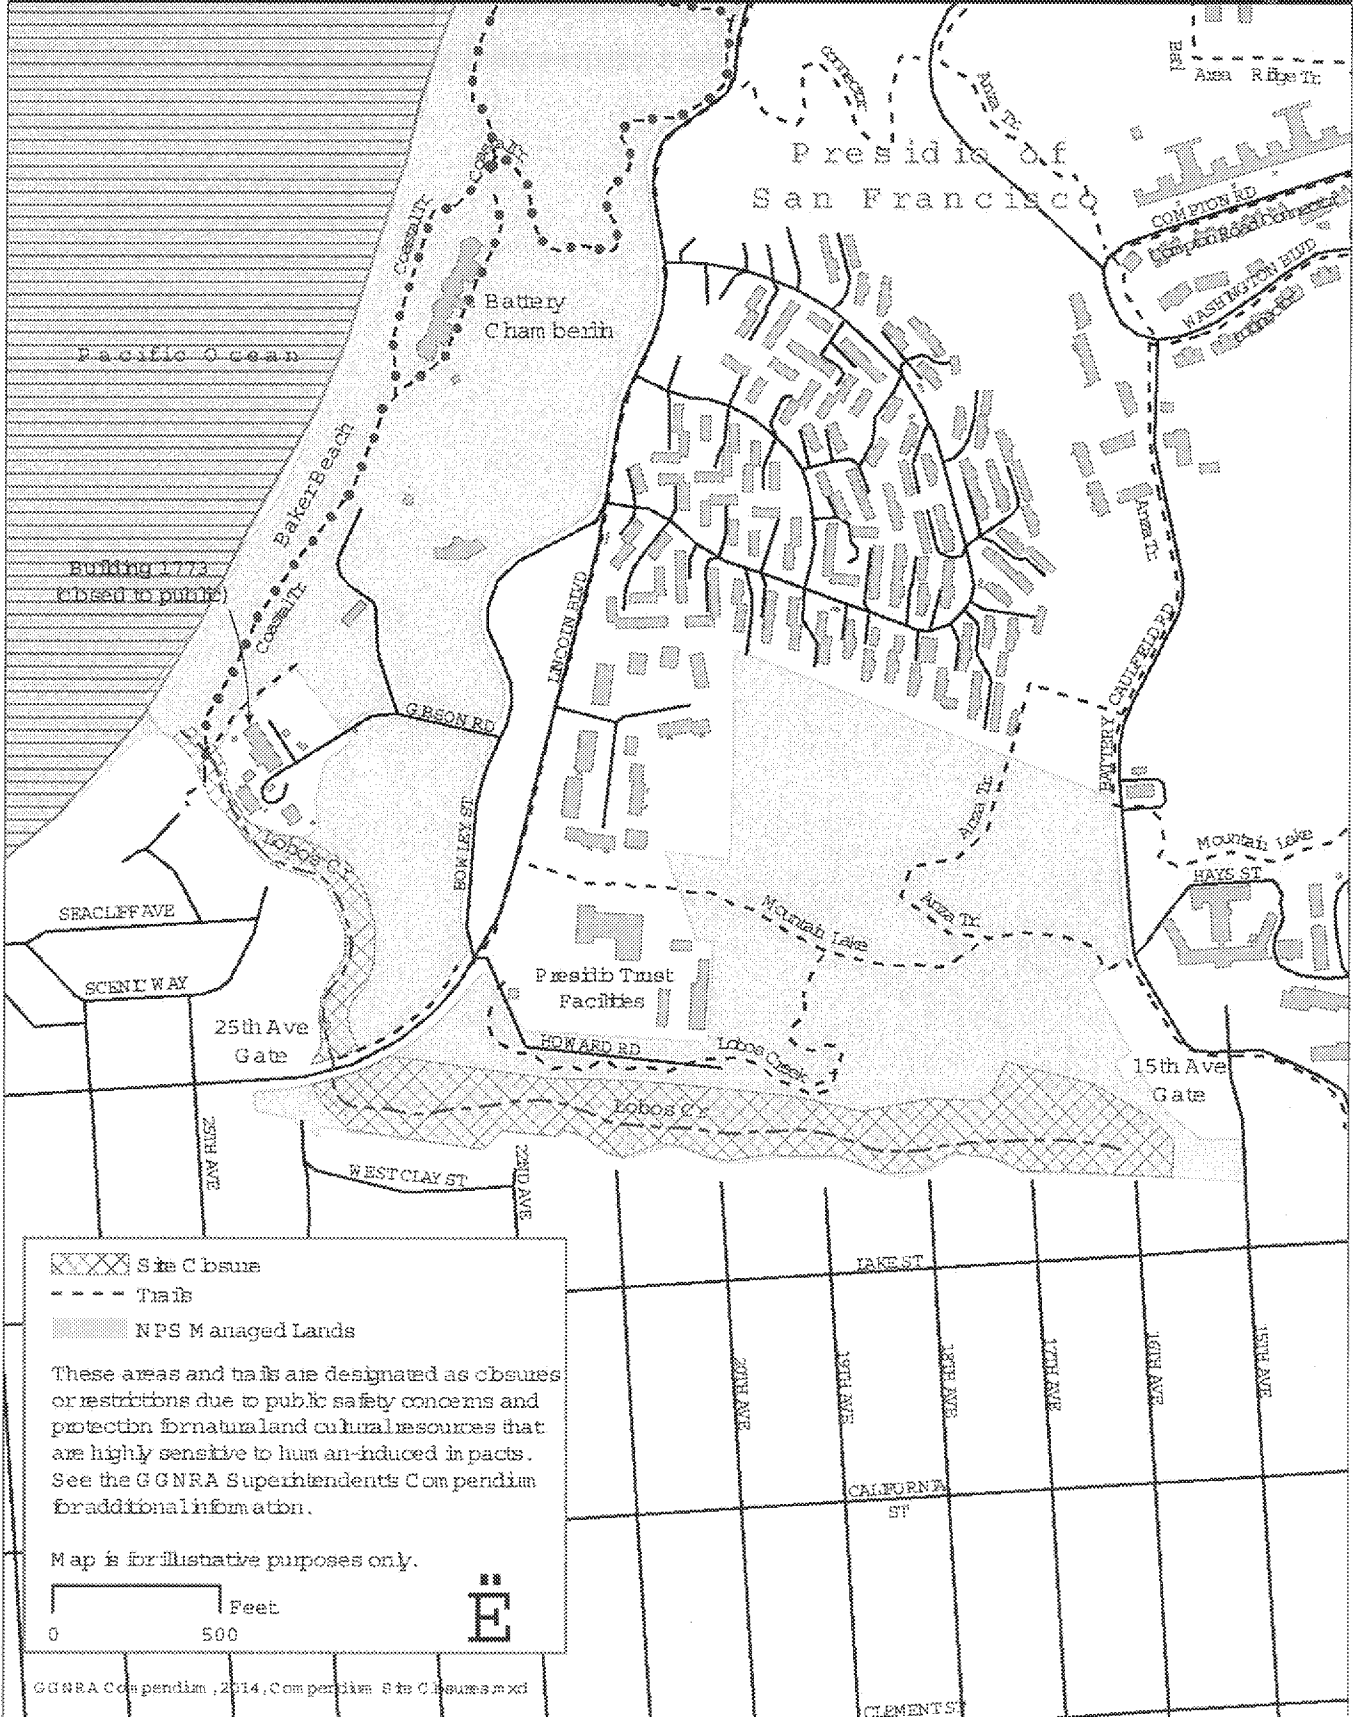 Connector
Anza Tr.
Area Ridge Tr.
Presidio of
San Francisco
Coastal Tr.
Coastal Tr.
COMPTON RD
WASHINGTON BLVD
Battery
Chamberlin
Pacific Ocean
Baker Beach
Building 1773
(closed to public)
Coastal Tr.
LINCOLN BLVD
Anza Tr.
BATTERY CAULFIELD RD
GIBSON RD
BOWLEY ST
Anza Tr.
Lobos Cr.
Mountain Lake
HAYS ST
SEACLIFF AVE
Anza Tr.
Mountain Lake
SCENIC WAY
Presidio Trust
Facilities
25th Ave
Gate
HOWARD RD
Lobos Creek
15th Ave
Gate
Lobos Cr.
25TH AVE
WEST CLAY ST
22ND AVE
LAKE ST
20TH AVE
19TH AVE
18TH AVE
17TH AVE
16TH AVE
15TH AVE
CALIFORNIA
ST
CLEMENT ST
Site Closure
Trails
NPS Managed Lands
These areas and trails are designated as closures
or restrictions due to public safety concerns and
protection for natural and cultural resources that
are highly sensitive to human-induced impacts.
See the GGNRA Superintendent's Compendium
for additional information.
Map is for illustrative purposes only.
Feet
0 500
Ë
GGNRA Compendium, 2014, Compendium Site Closures.mxd